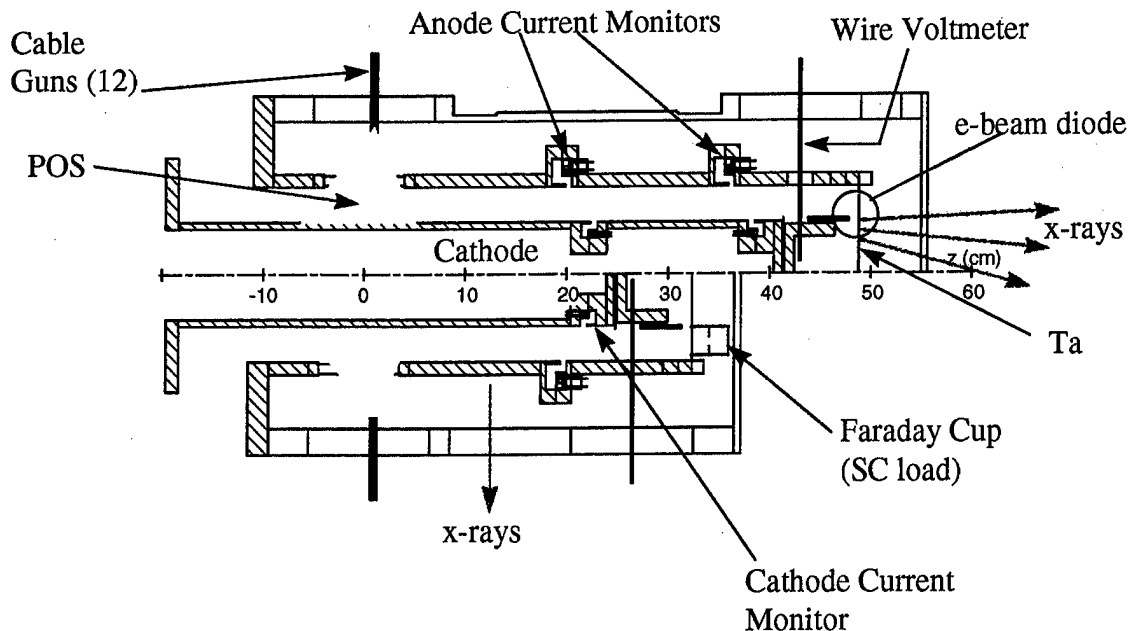 Anode Current Monitors
Wire Voltmeter
Cable
Guns (12)
e-beam diode
POS
x-rays
Cathode
z (cm)
-10 0 10 20 30 40 50 60
Ta
Faraday Cup
(SC load)
x-rays
Cathode Current
Monitor